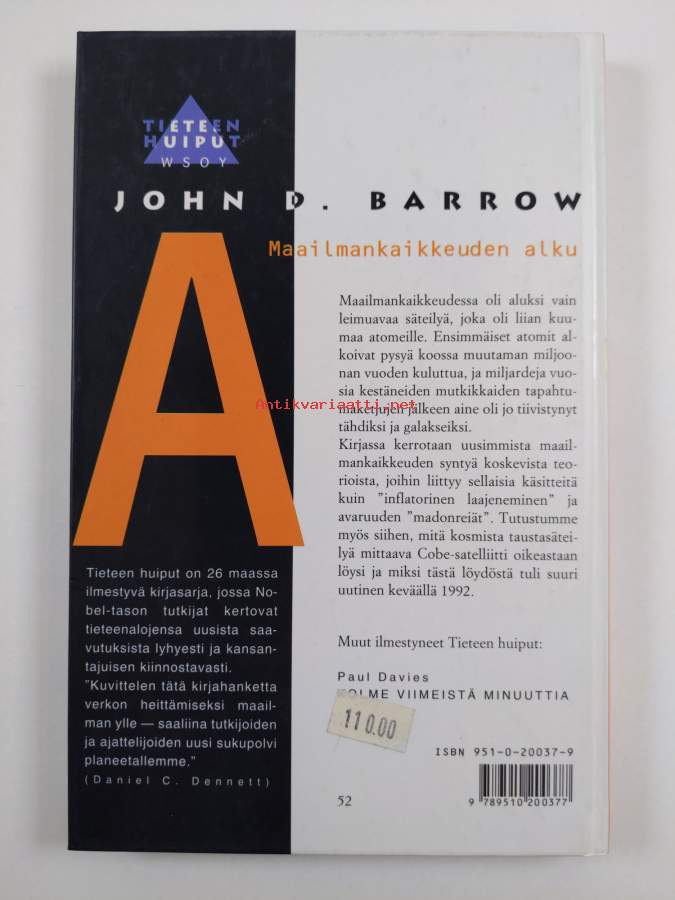 TIETEEN
HUIPUT
WSOY
JOHN D. BARROW
Maailmankaikkeuden alku
A
Maailmankaikkeudessa oli aluksi vain
leimuavaa säteilyä, joka oli liian kuu-
maa atomeille. Ensimmäiset atomit al-
koivat pysyä koossa muutaman miljoo-
nan vuoden kuluttua, ja miljardeja vuo-
sia kestäneiden mutkikkaiden tapahtu-
maketjujen jälkeen aine oli jo tiivistynyt
tähdiksi ja galakseiksi.
Kirjassa kerrotaan uusimmista maail-
mankaikkeuden syntyä koskevista teo-
rioista, joihin liittyy sellaisia käsitteitä
kuin "inflatorinen laajeneminen" ja
avaruuden "madonreiät". Tutustumme
myös siihen, mitä kosmista taustasätei-
lyä mittaava Cobe-satelliitti oikeastaan
löysi ja miksi tästä löydöstä tuli suuri
uutinen keväällä 1992.
Antikvariaatti.net
Tieteen huiput on 26 maassa
ilmestyvä kirjasarja, jossa No-
bel-tason tutkijat kertovat
tieteenalojensa uusista saa-
vutuksista lyhyesti ja kansan-
tajuisen kiinnostavasti.
"Kuvittelen tätä kirjahanketta
verkon heittämiseksi maail-
man ylle — saaliina tutkijoiden
ja ajattelijoiden uusi sukupolvi
planeetallemme."
(Daniel C. Dennett)
Muut ilmestyneet Tieteen huiput:
Paul Davies
KOLME VIIMEISTÄ MINUUTTIA
110.00
ISBN 951-0-20037-9
52
9 789510 200377